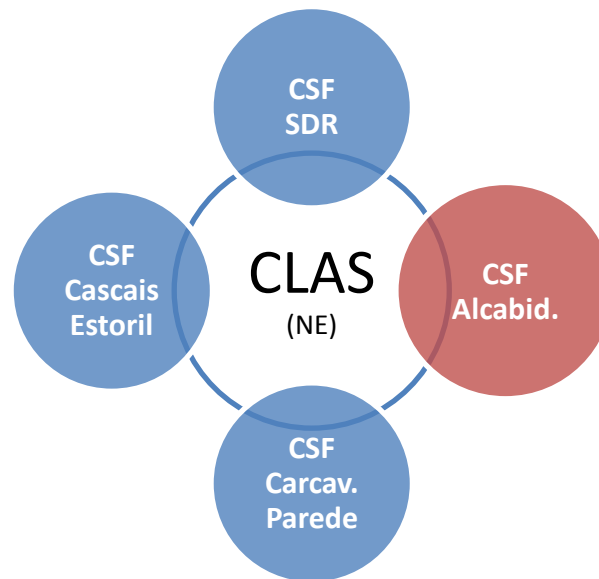 CSF
SDR
CSF
Cascais
Estoril
CLAS
(NE)
CSF
Alcabid.
CSF
Carcav.
Parede